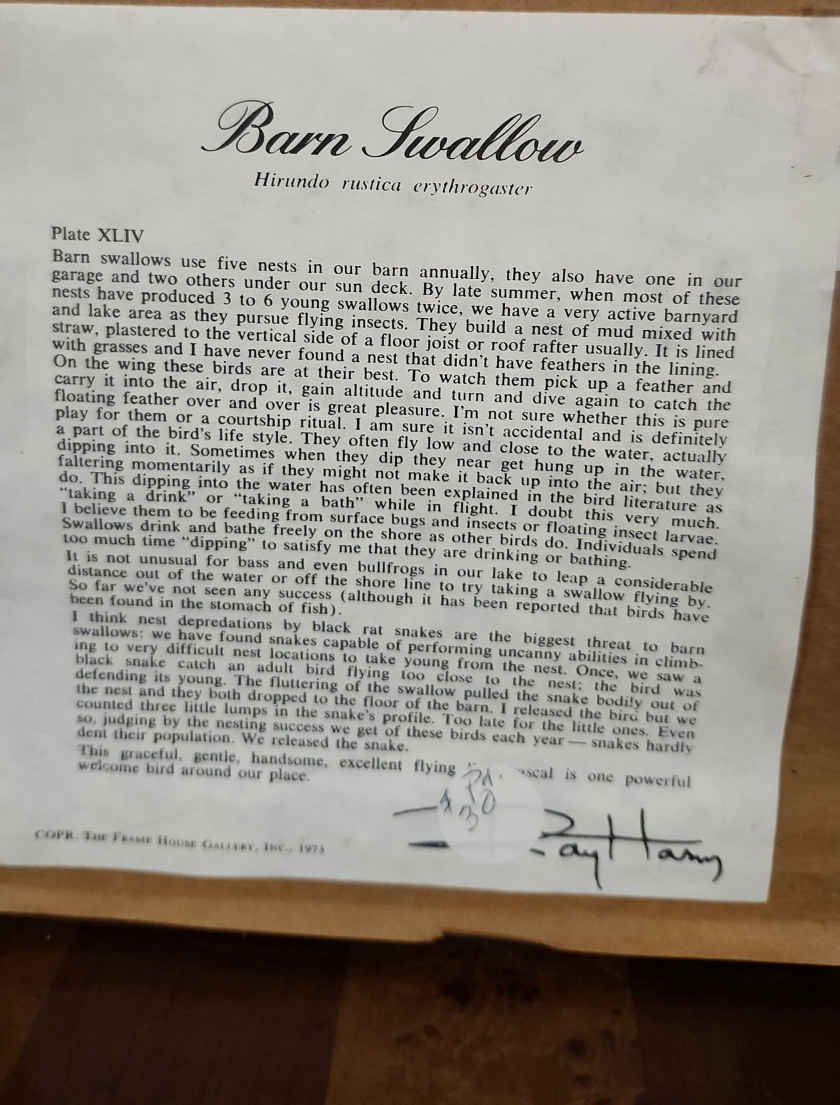 Barn Swallow
Hirundo rustica erythrogaster
Plate XLIV
Barn swallows use five nests in our barn annually, they also have one in our
garage and two others under our sun deck. By late summer, when most of these
nests have produced 3 to 6 young swallows twice, we have a very active barnyard
and lake area as they pursue flying insects. They build a nest of mud mixed with
straw, plastered to the vertical side of a floor joist or roof rafter usually. It is lined
with grasses and I have never found a nest that didn't have feathers in the lining.
On the wing these birds are at their best. To watch them pick up a feather and
carry it into the air, drop it, gain altitude and turn and dive again to catch the
floating feather over and over is great pleasure. I'm not sure whether this is pure
play for them or a courtship ritual. I am sure it isn't accidental and is definitely
a part of the bird's life style. They often fly low and close to the water, actually
dipping into it. Sometimes when they dip they near get hung up in the water,
faltering momentarily as if they might not make it back up into the air; but they
do. This dipping into the water has often been explained in the bird literature as
"taking a drink" or "taking a bath" while in flight. I doubt this very much.
I believe them to be feeding from surface bugs and insects or floating insect larvae.
Swallows drink and bathe freely on the shore as other birds do. Individuals spend
too much time "dipping" to satisfy me that they are drinking or bathing.
It is not unusual for bass and even bullfrogs in our lake to leap a considerable
distance out of the water or off the shore line to try taking a swallow flying by.
So far we've not seen any success (although it has been reported that birds have
been found in the stomach of fish).
I think nest depredations by black rat snakes are the biggest threat to barn
swallows; we have found snakes capable of performing uncanny abilities in climb-
ing to very difficult nest locations to take young from the nest. Once, we saw a
black snake catch an adult bird flying too close to the nest; the bird was
defending its young. The fluttering of the swallow pulled the snake bodily out of
the nest and they both dropped to the floor of the barn. I released the bird but we
counted three little lumps in the snake's profile. Too late for the little ones. Even
so, judging by the nesting success we get of these birds each year — snakes hardly
dent their population. We released the snake.
This graceful, gentle, handsome, excellent flying rascal is one powerful
welcome bird around our place.
30
Ray Harm
COPR. THE FRAME HOUSE GALLERY, INC., 1973